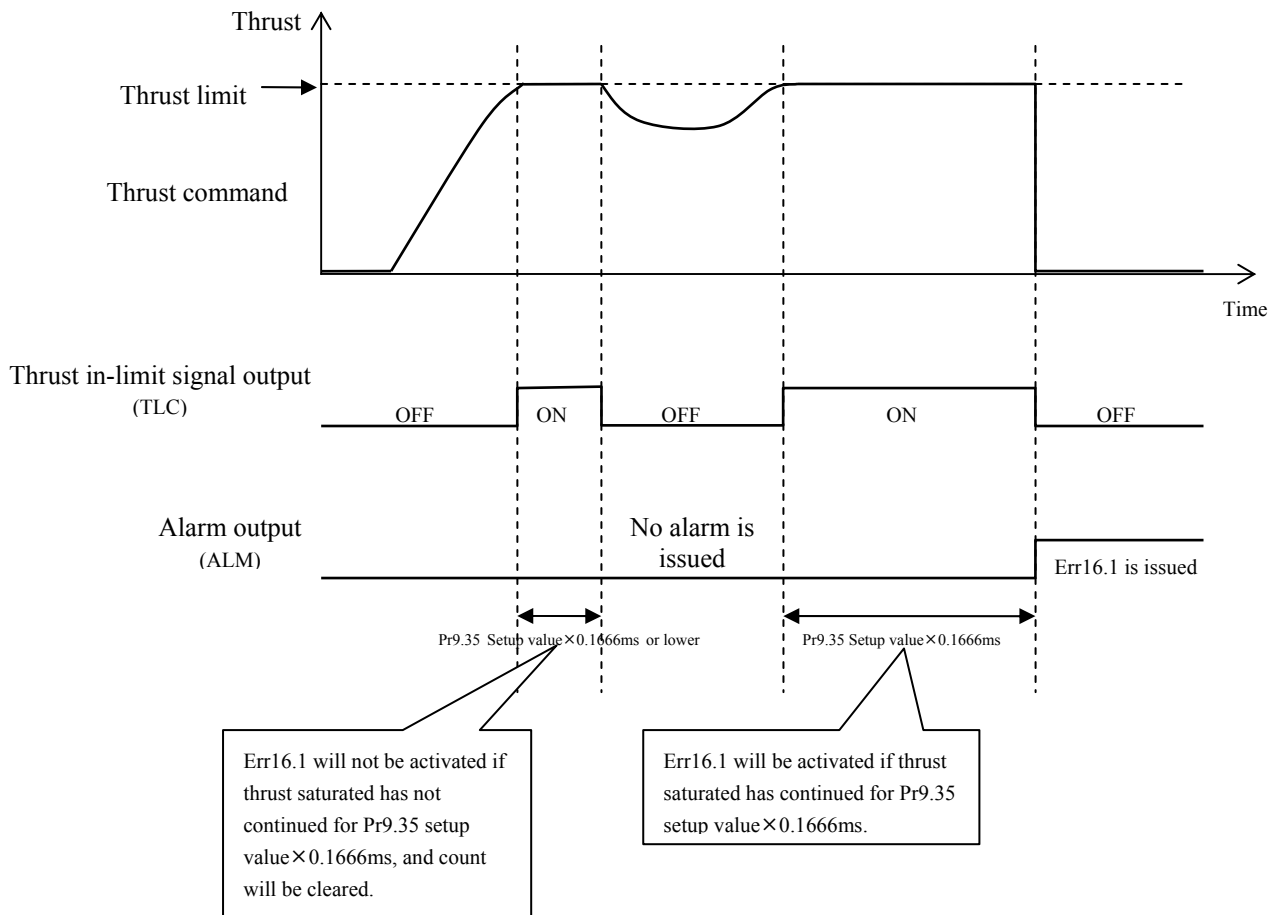 Thrust
Thrust limit
Thrust command
Time
Thrust in-limit signal output
(TLC)
OFF
ON
OFF
ON
OFF
Alarm output
(ALM)
No alarm is
issued
Err16.1 is issued
Pr9.35 Setup value×0.1666ms or lower
Pr9.35 Setup value×0.1666ms
Err16.1 will not be activated if
thrust saturated has not
continued for Pr9.35 setup
value×0.1666ms, and count
will be cleared.
Err16.1 will be activated if thrust
saturated has continued for Pr9.35
setup value×0.1666ms.